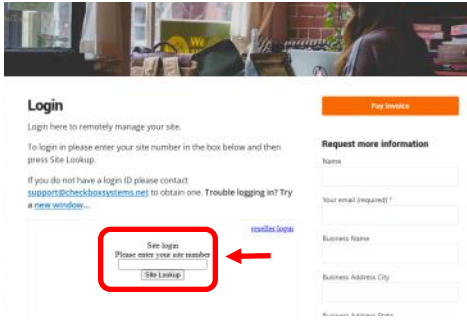 Login
Login here to remotely manage your site.
To login in please enter your site number in the box below and then
press Site Lookup.
If you do not have a login ID please contact
support@checkboxsystems.net to obtain one. Trouble logging in? Try
a new window...
reseller login
Site login
Please enter your site number
Site Lookup
Pay Invoice
Request more information
Name
Your email (required) *
Business Name
Business Address City
Business Address State